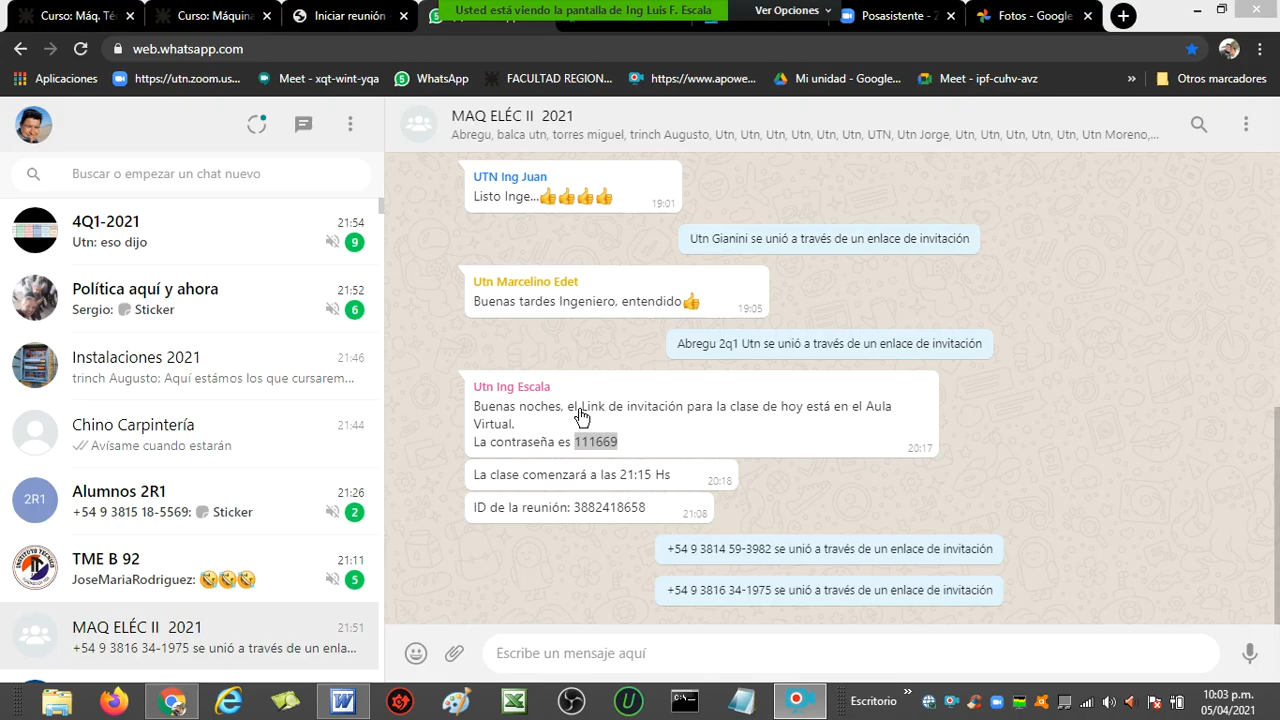 Curso: Máq. Téc
Curso: Máquina
Iniciar reunión
Usted está viendo la pantalla de Ing Luis F. Escala
Ver Opciones
Posasistente - Z
Fotos - Google
web.whatsapp.com
Aplicaciones
https://utn.zoom.us...
Meet - xqt-wint-yqa
WhatsApp
FACULTAD REGION...
https://www.apowe...
Mi unidad - Google...
Meet - ipf-cuhv-avz
»
Otros marcadores
MAQ ELÉC II 2021
Abregu, balca utn, torres miguel, trinch Augusto, Utn, Utn, Utn, Utn, Utn, Utn, UTN, Utn Jorge, Utn, Utn, Utn, Utn, Utn Moreno,...
Buscar o empezar un chat nuevo
4Q1-2021
21:54
Utn: eso dijo
9
Política aquí y ahora
21:52
Sergio: Sticker
6
Instalaciones 2021
21:46
trinch Augusto: Aquí estámos los que cursarem...
Chino Carpintería
21:44
Avísame cuando estarán
2R1
Alumnos 2R1
21:26
+54 9 3815 18-5569: Sticker
2
TME B 92
21:11
JoseMariaRodriguez: 🤣🤣🤣
5
MAQ ELÉC II 2021
21:51
+54 9 3816 34-1975 se unió a través de un enla...
UTN Ing Juan
Listo Inge...👍👍👍👍
19:01
Utn Gianini se unió a través de un enlace de invitación
Utn Marcelino Edet
Buenas tardes Ingeniero, entendido👍
19:05
Abregu 2q1 Utn se unió a través de un enlace de invitación
Utn Ing Escala
Buenas noches, el Link de invitación para la clase de hoy está en el Aula
Virtual.
La contraseña es 111669
20:17
La clase comenzará a las 21:15 Hs
20:18
ID de la reunión: 3882418658
21:08
+54 9 3814 59-3982 se unió a través de un enlace de invitación
+54 9 3816 34-1975 se unió a través de un enlace de invitación
Escribe un mensaje aquí
Escritorio
»
10:03 p.m.
05/04/2021